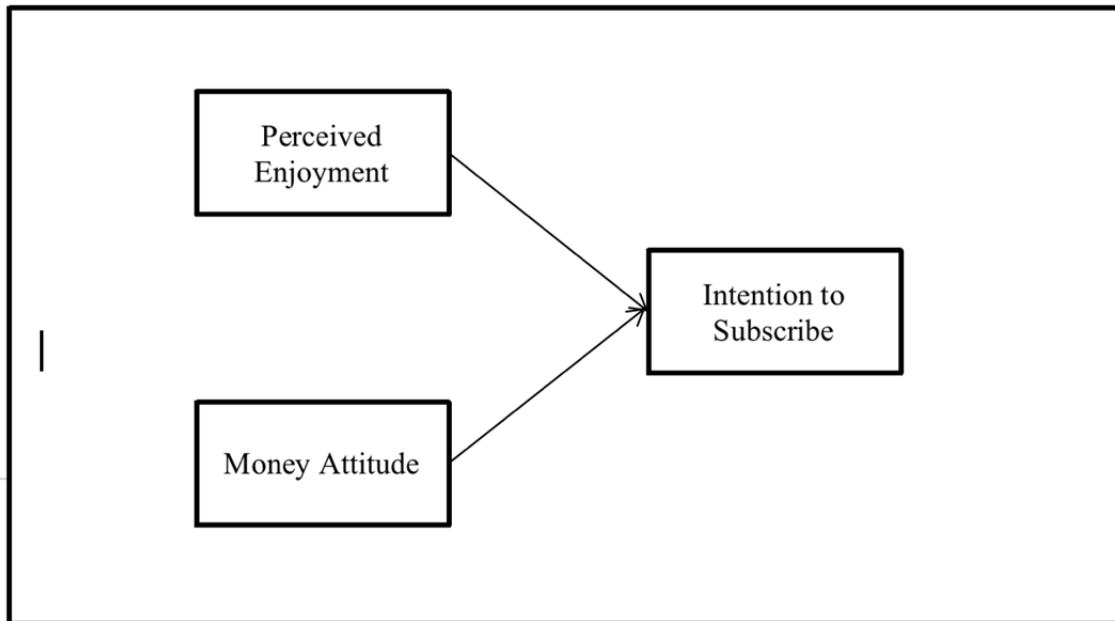 Perceived
Enjoyment
Intention to
Subscribe
Money Attitude